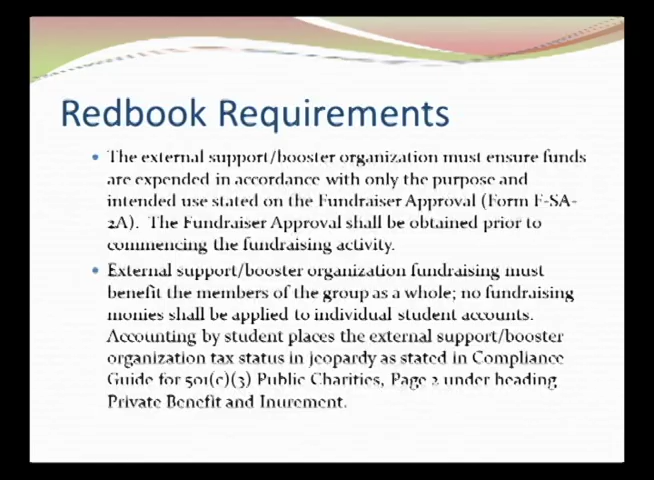 Redbook Requirements
• The external support/booster organization must ensure funds
are expended in accordance with only the purpose and
intended use stated on the Fundraiser Approval (Form F-SA-
2A). The Fundraiser Approval shall be obtained prior to
commencing the fundraising activity.
• External support/booster organization fundraising must
benefit the members of the group as a whole; no fundraising
monies shall be applied to individual student accounts.
Accounting by student places the external support/booster
organization tax status in jeopardy as stated in Compliance
Guide for 501(c)(3) Public Charities, Page 2 under heading
Private Benefit and Inurement.